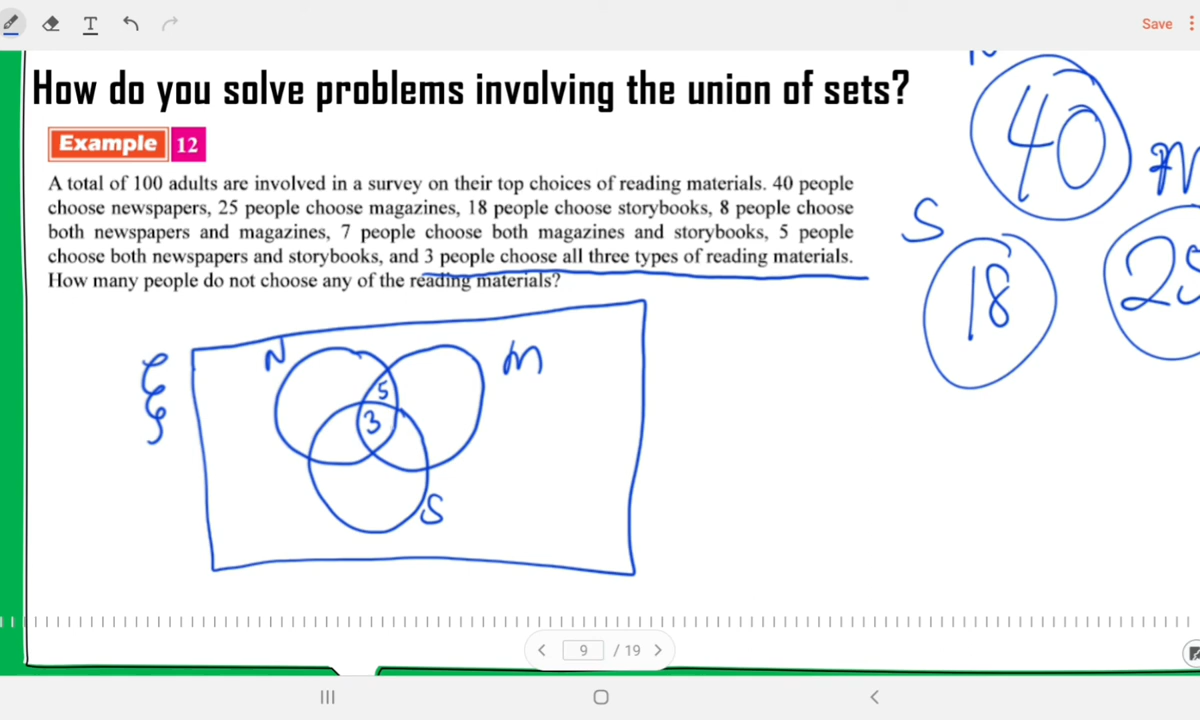 T
Save
How do you solve problems involving the union of sets?
Example 12
A total of 100 adults are involved in a survey on their top choices of reading materials. 40 people
choose newspapers, 25 people choose magazines, 18 people choose storybooks, 8 people choose
both newspapers and magazines, 7 people choose both magazines and storybooks, 5 people
choose both newspapers and storybooks, and 3 people choose all three types of reading materials.
How many people do not choose any of the reading materials?
40
S
18
ξ
N
m
5
3
S
9 / 19